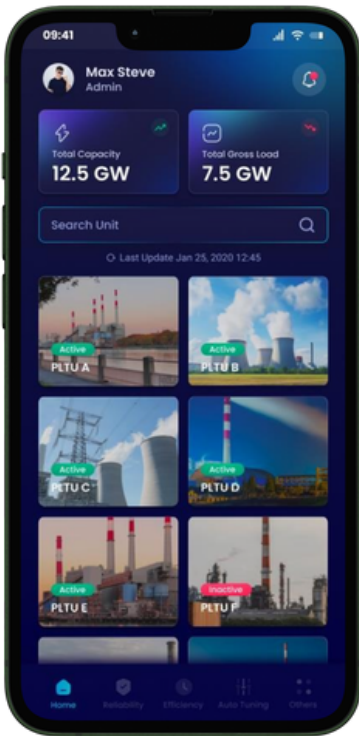 09:41
Max Steve
Admin
Total Capacity
12.5 GW
Total Gross Load
7.5 GW
Search Unit
Last Update Jan 25, 2020 12:45
Active
PLTU A
Active
PLTU B
Active
PLTU C
Active
PLTU D
Active
PLTU E
Inactive
PLTU F
Home
Reliability
Efficiency
Auto Tuning
Others